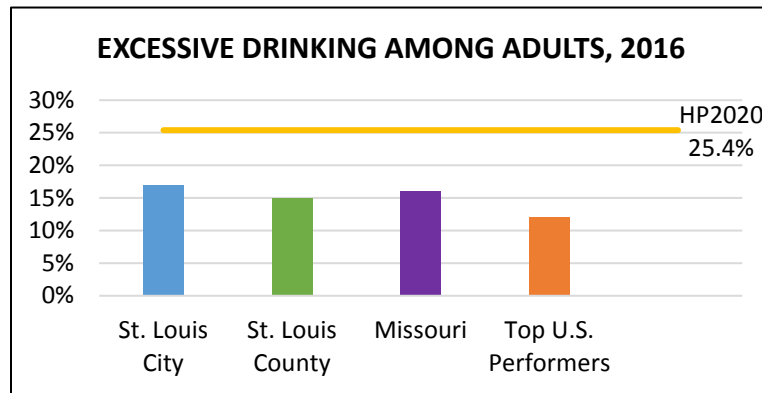 EXCESSIVE DRINKING AMONG ADULTS, 2016
30%
25%
20%
15%
10%
5%
0%
HP2020
25.4%
St. Louis
City
St. Louis
County
Missouri
Top U.S.
Performers